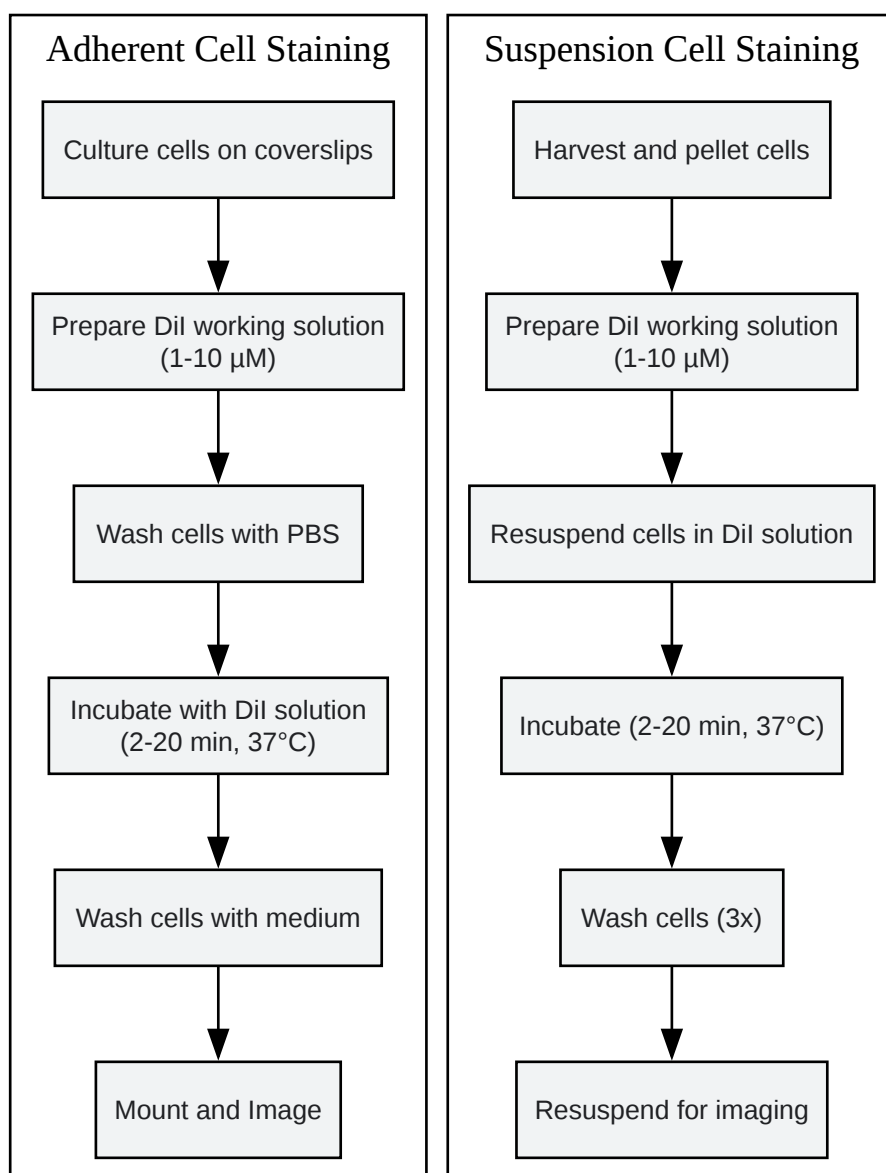 Adherent Cell Staining
Culture cells on coverslips
Prepare DiI working solution
(1-10 µM)
Wash cells with PBS
Incubate with DiI solution
(2-20 min, 37°C)
Wash cells with medium
Mount and Image
Suspension Cell Staining
Harvest and pellet cells
Prepare DiI working solution
(1-10 µM)
Resuspend cells in DiI solution
Incubate (2-20 min, 37°C)
Wash cells (3x)
Resuspend for imaging